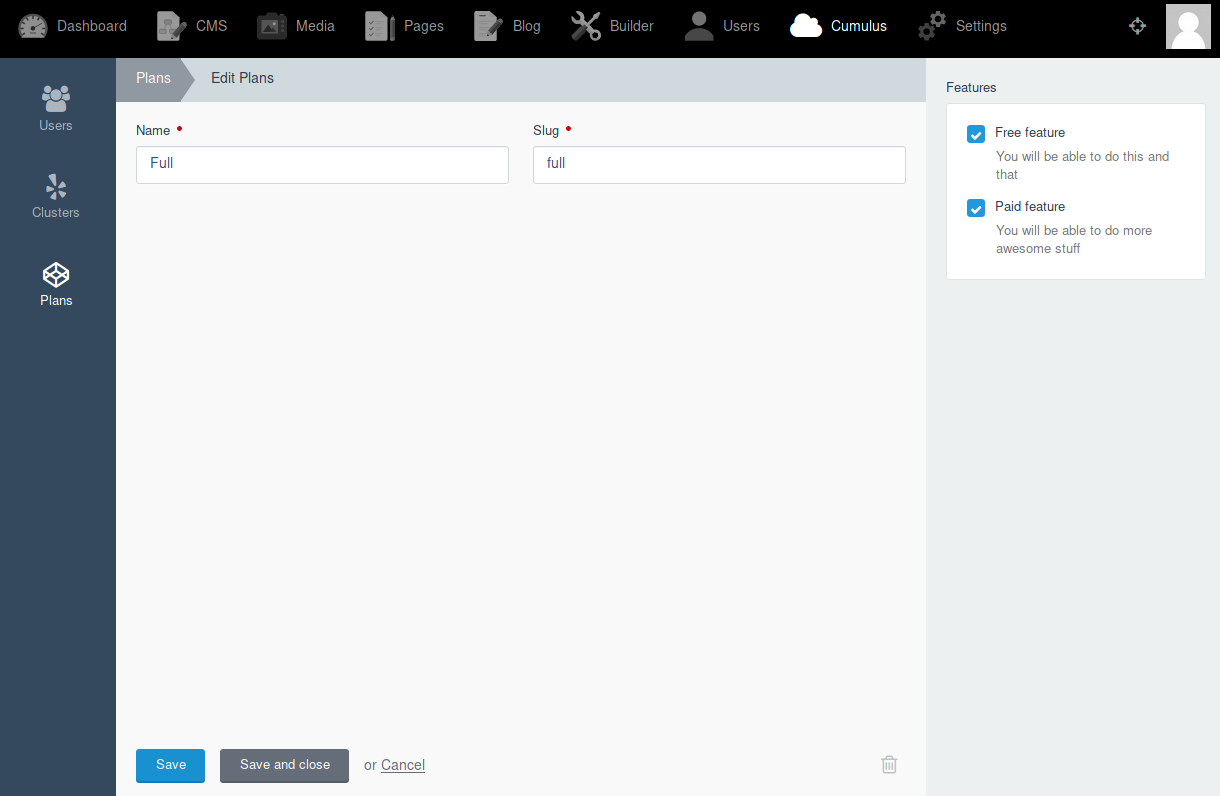 Dashboard CMS Media Pages Blog Builder Users Cumulus Settings
Users
Clusters
Plans
Plans Edit Plans
Name • Slug •
Full full
Save Save and close or Cancel
Features
Free feature
You will be able to do this and
that
Paid feature
You will be able to do more
awesome stuff